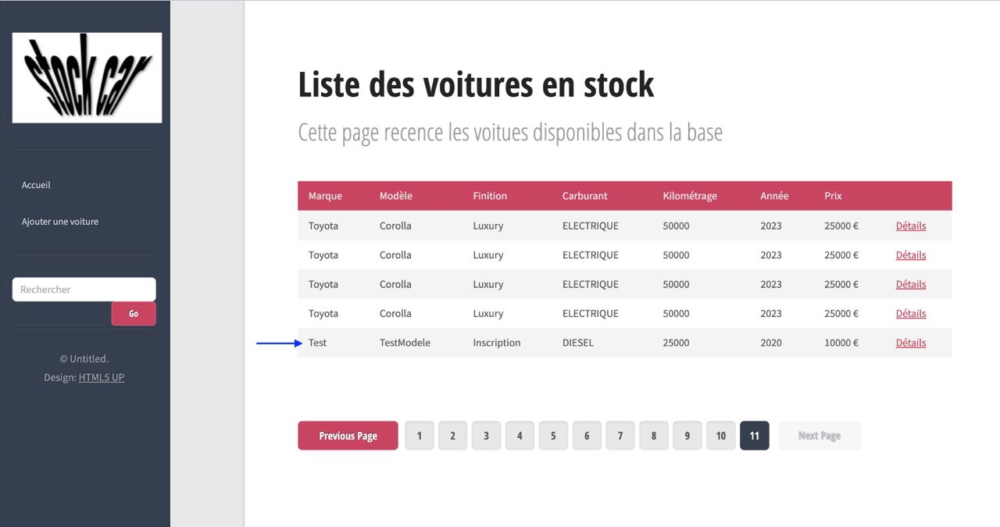 stock car
Accueil
Ajouter une voiture
Rechercher
Go
© Untitled.
Design: HTML5 UP
Liste des voitures en stock
Cette page recence les voitues disponibles dans la base
Marque Modèle Finition Carburant Kilométrage Année Prix
Toyota Corolla Luxury ELECTRIQUE 50000 2023 25000 € Détails
Toyota Corolla Luxury ELECTRIQUE 50000 2023 25000 € Détails
Toyota Corolla Luxury ELECTRIQUE 50000 2023 25000 € Détails
Toyota Corolla Luxury ELECTRIQUE 50000 2023 25000 € Détails
Test TestModele Inscription DIESEL 25000 2020 10000 € Détails
Previous Page 1 2 3 4 5 6 7 8 9 10 11 Next Page